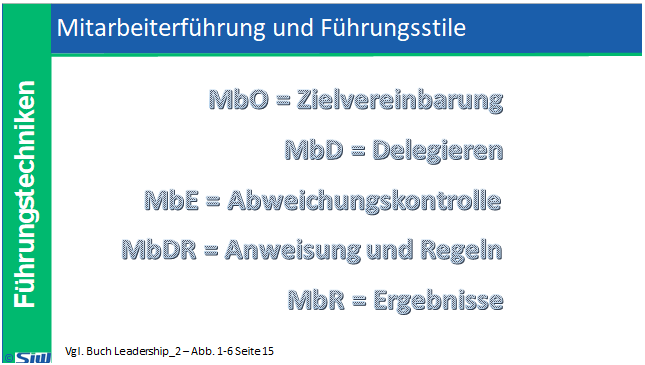 Mitarbeiterführung und Führungsstile
Führungstechniken
MbO = Zielvereinbarung
MbD = Delegieren
MbE = Abweichungskontrolle
MbDR = Anweisung und Regeln
MbR = Ergebnisse
© SIW
Vgl. Buch Leadership_2 – Abb. 1-6 Seite 15